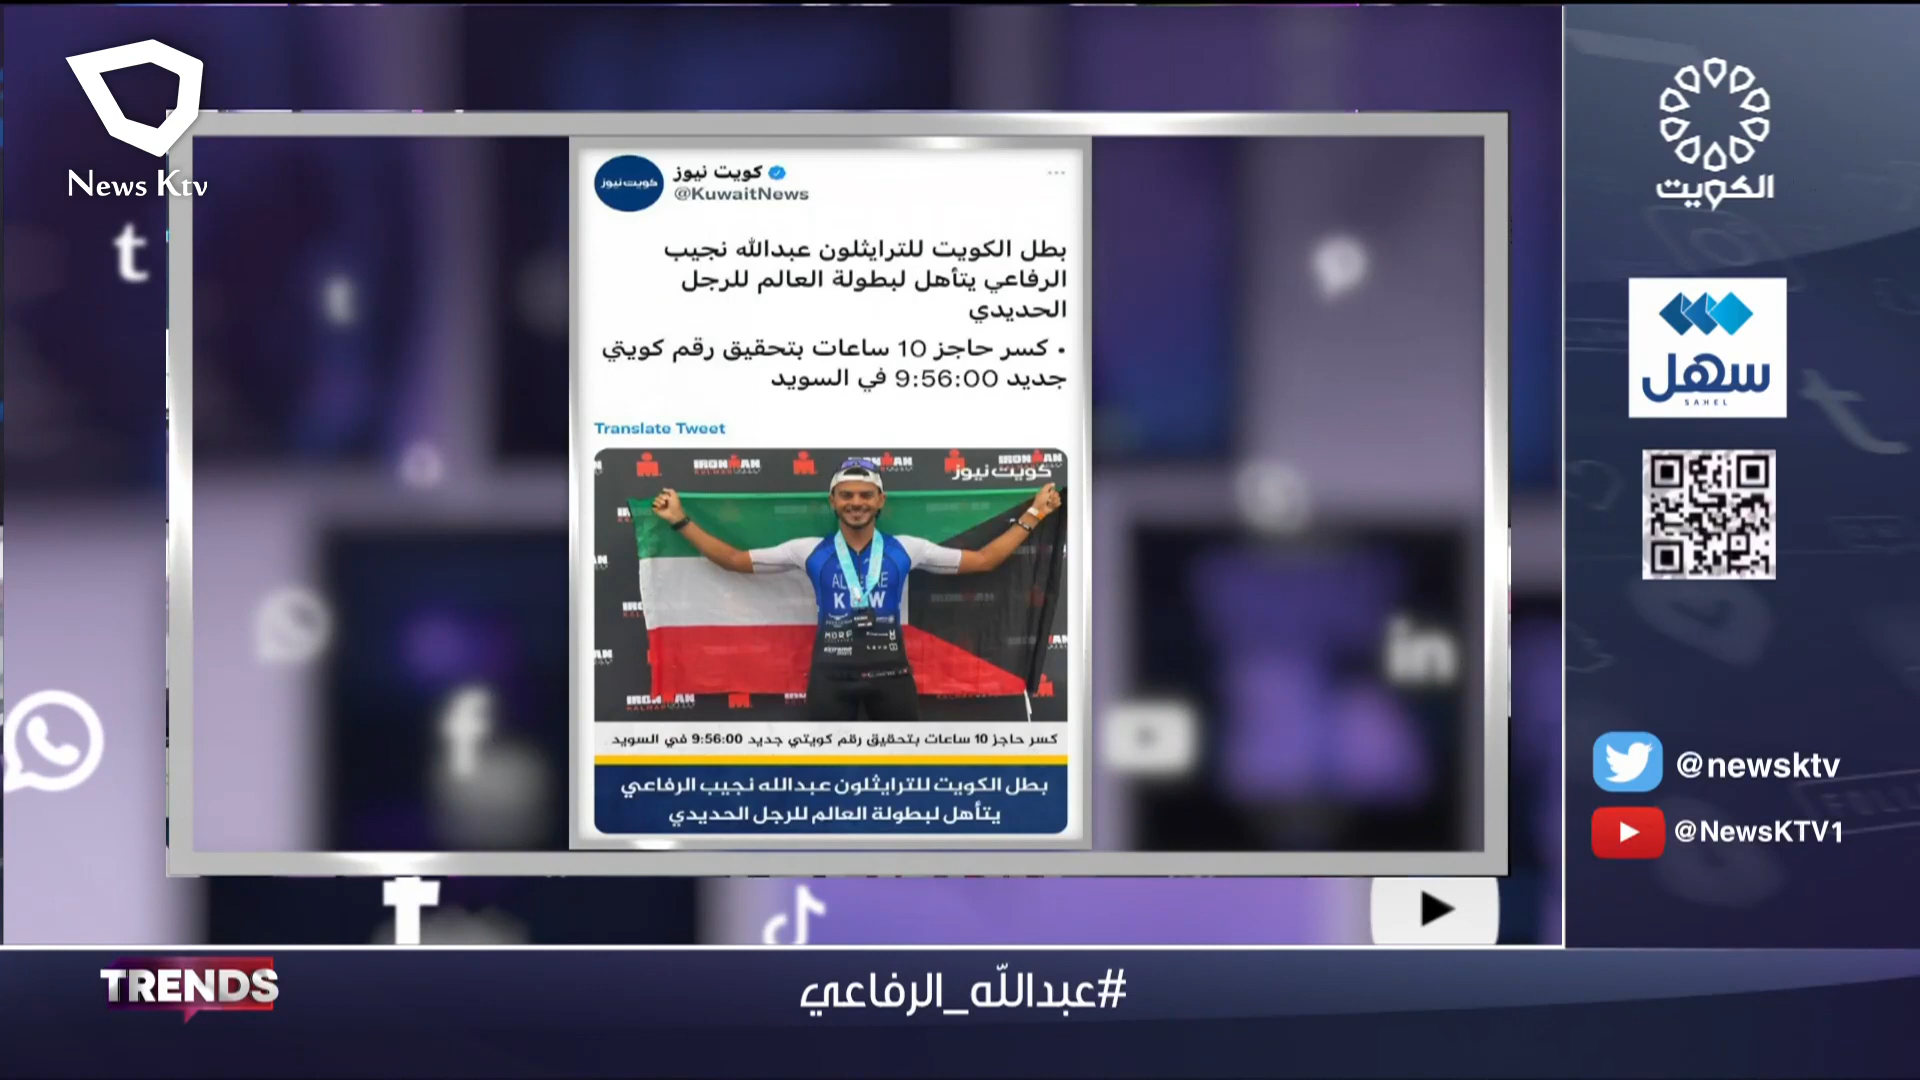 News Ktv
الكويت
كويت نيوز
كويت نيوز
@KuwaitNews
بطل الكويت للترايثلون عبدالله نجيب
الرفاعي يتأهل لبطولة العالم للرجل
الحديدي
• كسر حاجز 10 ساعات بتحقيق رقم كويتي
جديد 9:56:00 في السويد
Translate Tweet
IRONMAN
كويت نيوز
كسر حاجز 10 ساعات بتحقيق رقم كويتي جديد 9:56:00 في السويد
بطل الكويت للترايثلون عبدالله نجيب الرفاعي
يتأهل لبطولة العالم للرجل الحديدي
سهل
SAHEL
@newsktv
@NewsKTV1
TRENDS
#عبدالله_الرفاعي